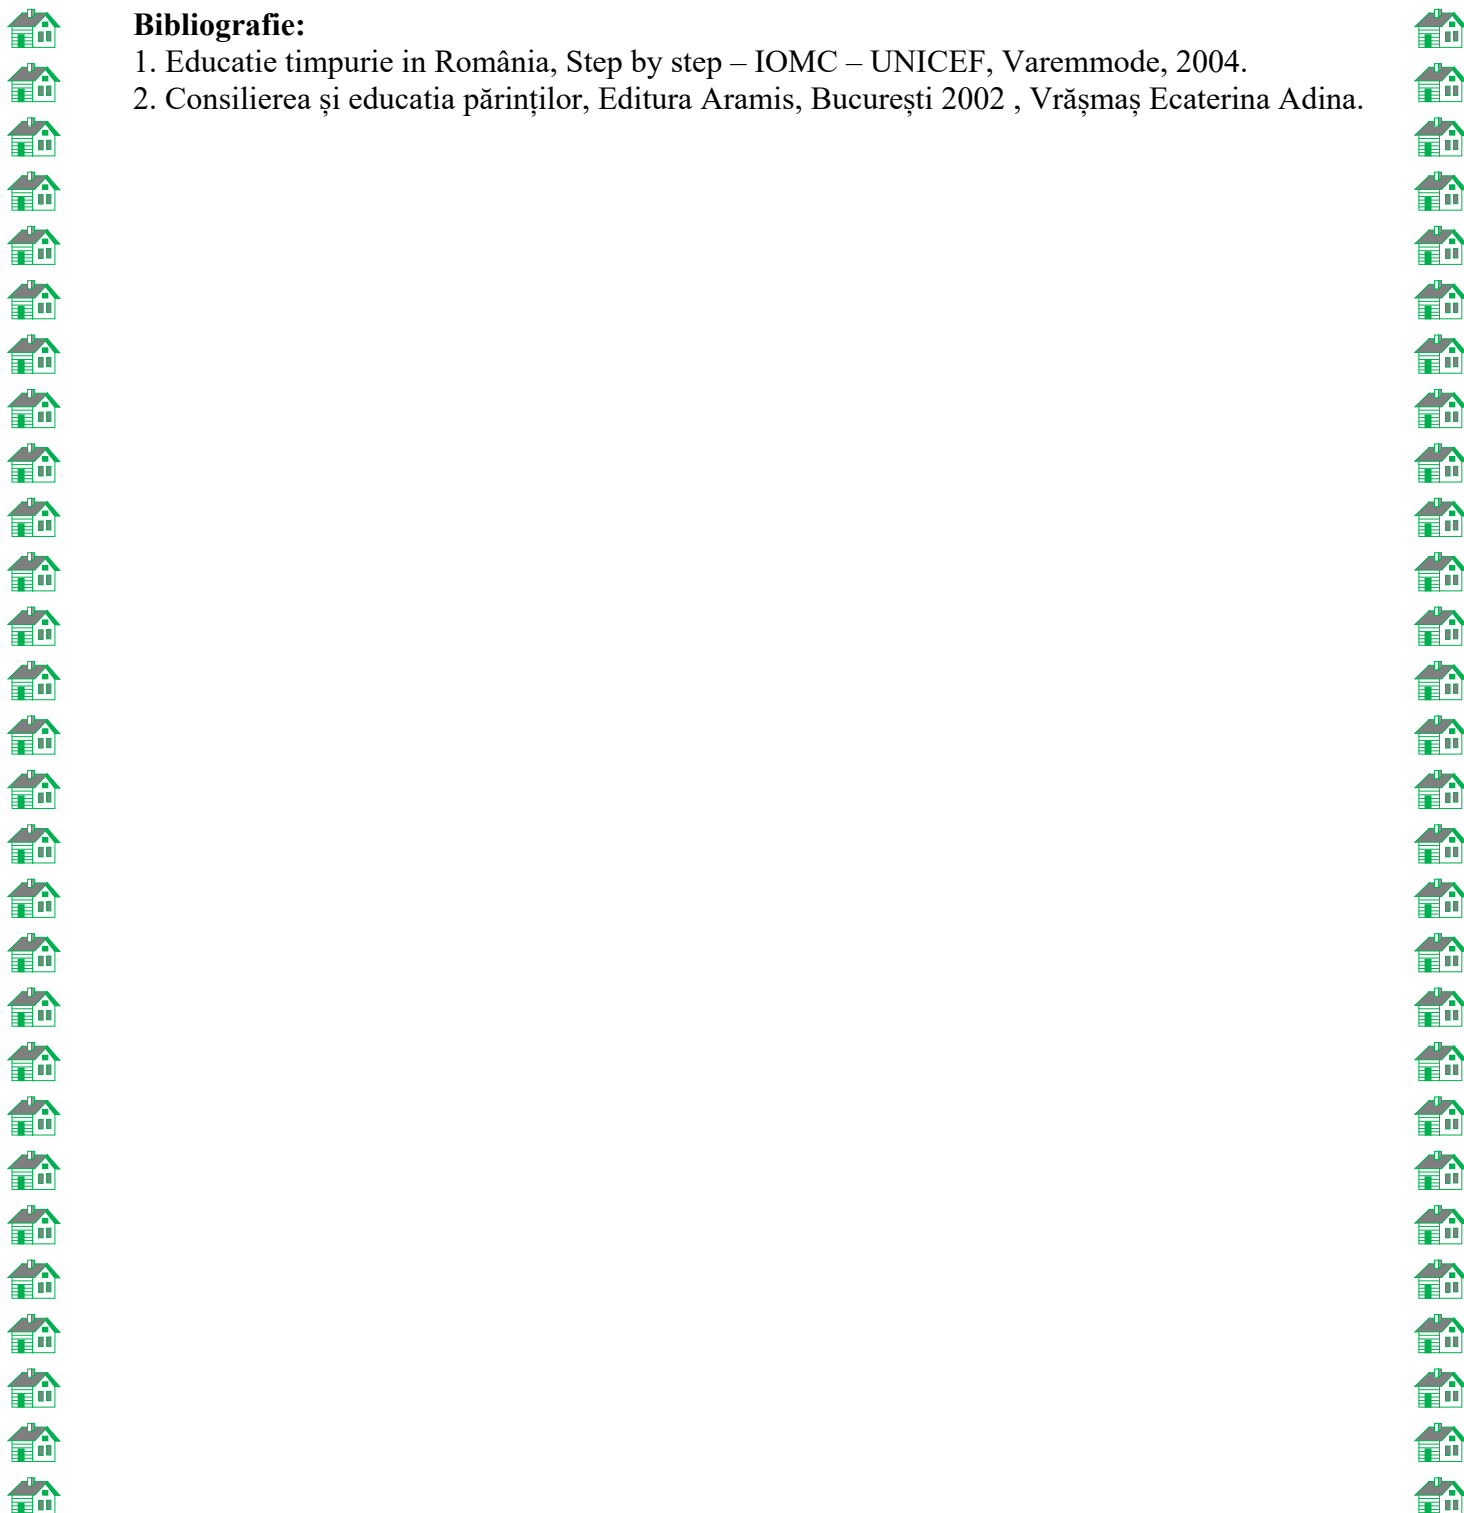 Bibliografie:
1. Educatie timpurie in România, Step by step – IOMC – UNICEF, Varemmode, 2004.
2. Consilierea și educatia părinților, Editura Aramis, București 2002 , Vrășmaș Ecaterina Adina.